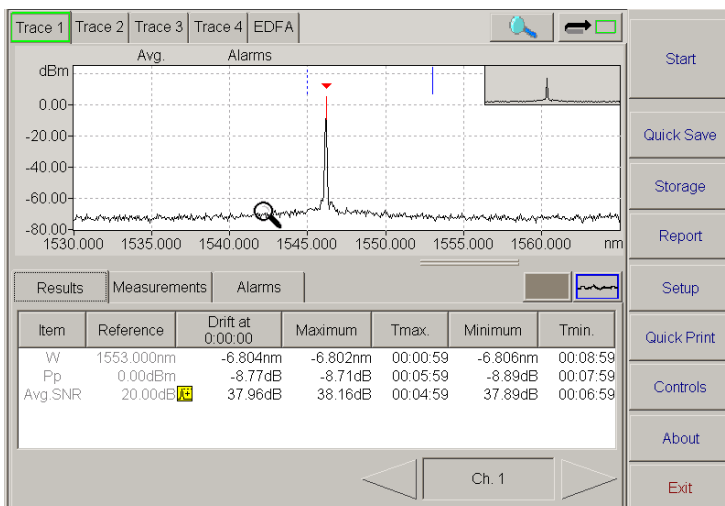 Trace 1 Trace 2 Trace 3 Trace 4 EDFA
Avg. Alarms
dBm
0.00
-20.00
-40.00
-60.00
-80.00
1530.000 1535.000 1540.000 1545.000 1550.000 1555.000 1560.000 nm
Results Measurements Alarms
Item Reference Drift at 0:00:00 Maximum Tmax. Minimum Tmin.
W 1553.000nm -6.804nm -6.802nm 00:00:59 -6.806nm 00:08:59
Pp 0.00dBm -8.77dB -8.71dB 00:05:59 -8.89dB 00:07:59
Avg.SNR 20.00dB 37.96dB 38.16dB 00:04:59 37.89dB 00:06:59
Ch. 1
Start
Quick Save
Storage
Report
Setup
Quick Print
Controls
About
Exit